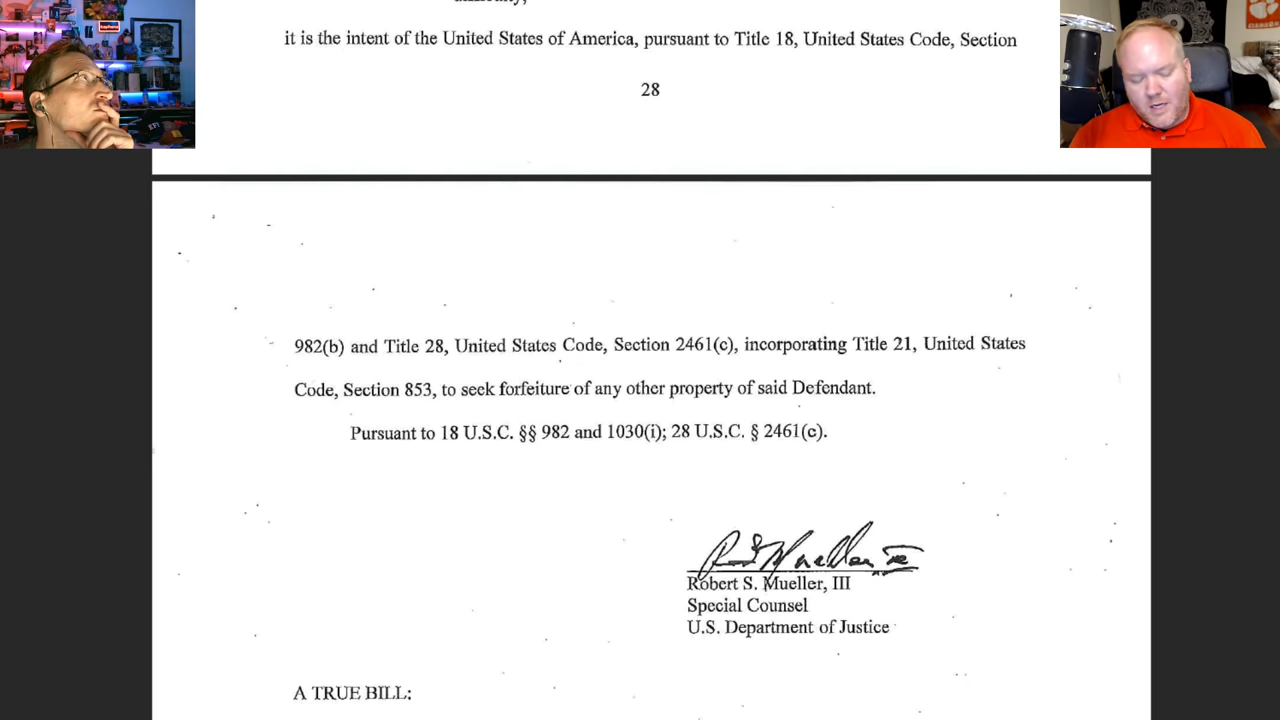 it is the intent of the United States of America, pursuant to Title 18, United States Code, Section
28
982(b) and Title 28, United States Code, Section 2461(c), incorporating Title 21, United States
Code, Section 853, to seek forfeiture of any other property of said Defendant.
Pursuant to 18 U.S.C. §§ 982 and 1030(i); 28 U.S.C. § 2461(c).
Robert S. Mueller, III
Special Counsel
U.S. Department of Justice
A TRUE BILL: